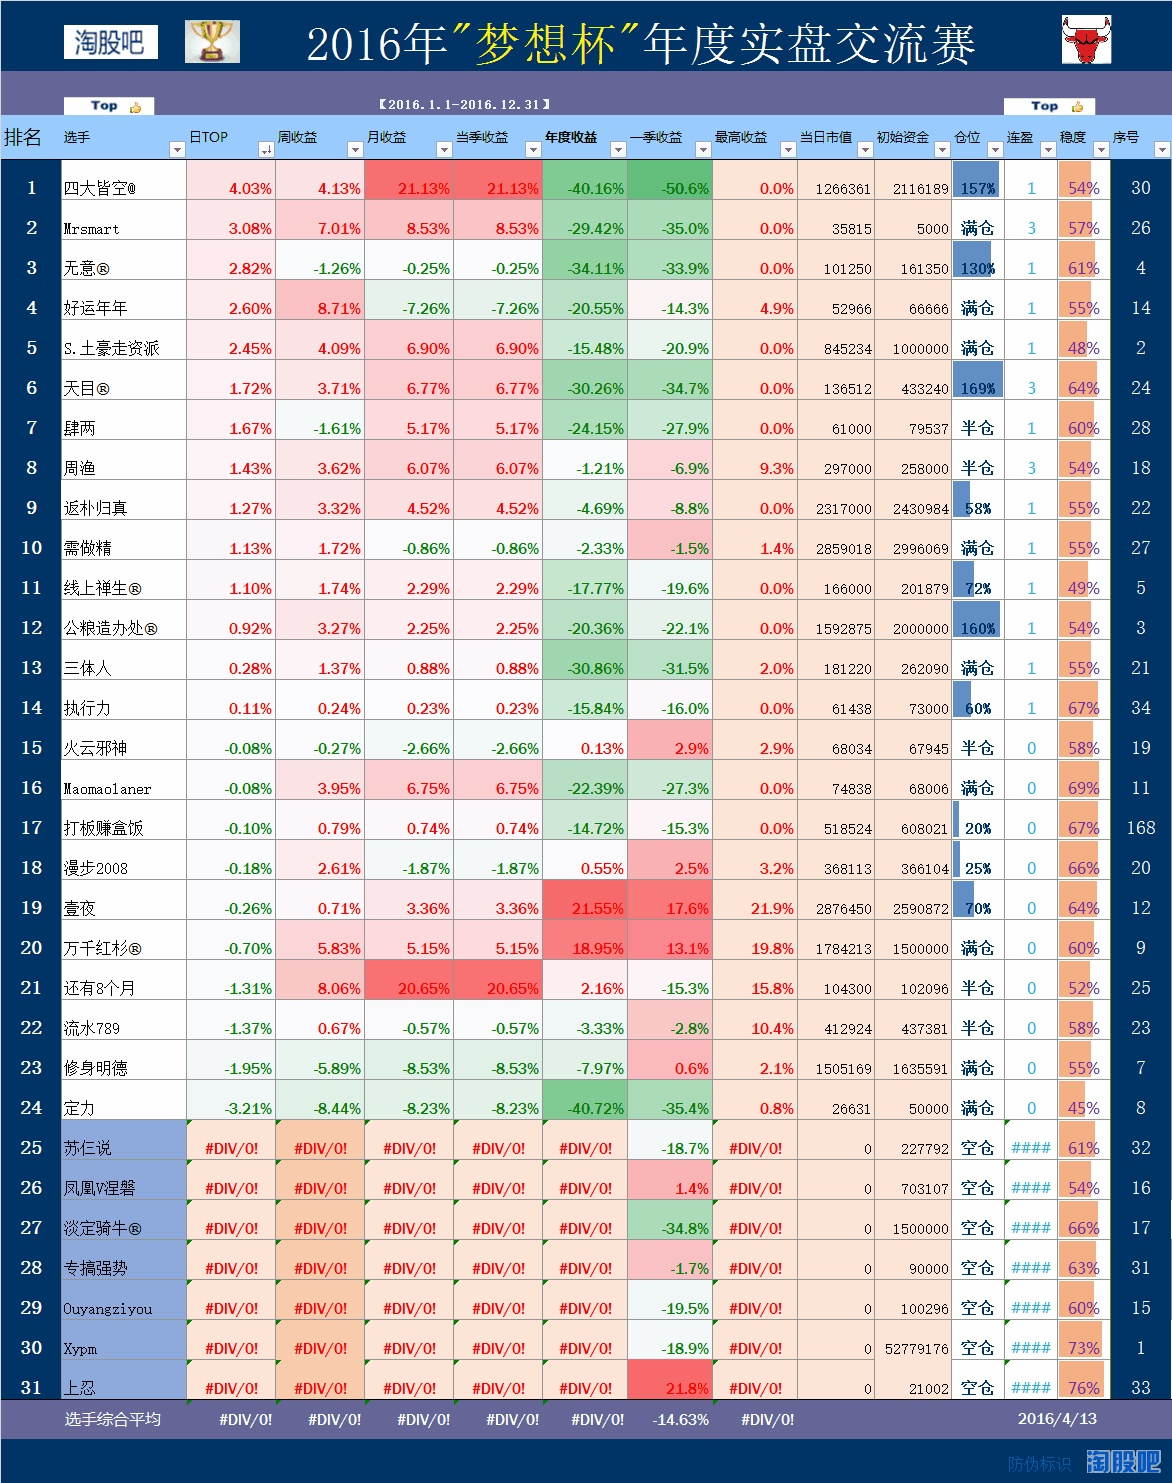 淘股吧 2016年"梦想杯"年度实盘交流赛
Top 【2016.1.1-2016.12.31】 Top
排名 选手 日TOP 周收益 月收益 当季收益 年度收益 一季收益 最高收益 当日市值 初始资金 仓位 连盈 稳度 序号
1 四大皆空@ 4.03% 4.13% 21.13% 21.13% -40.16% -50.6% 0.0% 1266361 2116189 157% 1 54% 30
2 Mrsmart 3.08% 7.01% 8.53% 8.53% -29.42% -35.0% 0.0% 35815 5000 满仓 3 57% 26
3 无意® 2.82% -1.26% -0.25% -0.25% -34.11% -33.9% 0.0% 101250 161350 130% 1 61% 4
4 好运年年 2.60% 8.71% -7.26% -7.26% -20.55% -14.3% 4.9% 52966 66666 满仓 1 55% 14
5 S.土豪走资派 2.45% 4.09% 6.90% 6.90% -15.48% -20.9% 0.0% 845234 1000000 满仓 1 48% 2
6 天目® 1.72% 3.71% 6.77% 6.77% -30.26% -34.7% 0.0% 136512 433240 169% 3 64% 24
7 肆两 1.67% -1.61% 5.17% 5.17% -24.15% -27.9% 0.0% 61000 79537 半仓 1 60% 28
8 周渔 1.43% 3.62% 6.07% 6.07% -1.21% -6.9% 9.3% 297000 258000 半仓 3 54% 18
9 返朴归真 1.27% 3.32% 4.52% 4.52% -4.69% -8.8% 0.0% 2317000 2430984 58% 1 55% 22
10 需做精 1.13% 1.72% -0.86% -0.86% -2.33% -1.5% 1.4% 2859018 2996069 满仓 1 55% 27
11 线上禅生® 1.10% 1.74% 2.29% 2.29% -17.77% -19.6% 0.0% 166000 201879 72% 1 49% 5
12 公粮造办处® 0.92% 3.27% 2.25% 2.25% -20.36% -22.1% 0.0% 1592875 2000000 160% 1 54% 3
13 三体人 0.28% 1.37% 0.88% 0.88% -30.86% -31.5% 2.0% 181220 262090 满仓 1 55% 21
14 执行力 0.11% 0.24% 0.23% 0.23% -15.84% -16.0% 0.0% 61438 73000 60% 1 67% 34
15 火云邪神 -0.08% -0.27% -2.66% -2.66% 0.13% 2.9% 2.9% 68034 67945 半仓 0 58% 19
16 Maomaolaner -0.08% 3.95% 6.75% 6.75% -22.39% -27.3% 0.0% 74838 68006 满仓 0 69% 11
17 打板赚盒饭 -0.10% 0.79% 0.74% 0.74% -14.72% -15.3% 0.0% 518524 608021 20% 0 67% 168
18 漫步2008 -0.18% 2.61% -1.87% -1.87% 0.55% 2.5% 3.2% 368113 366104 25% 0 66% 20
19 壹夜 -0.26% 0.71% 3.36% 3.36% 21.55% 17.6% 21.9% 2876450 2590872 70% 0 64% 12
20 万千红杉® -0.70% 5.83% 5.15% 5.15% 18.95% 13.1% 19.8% 1784213 1500000 满仓 0 60% 9
21 还有8个月 -1.31% 8.06% 20.65% 20.65% 2.16% -15.3% 15.8% 104300 102096 半仓 0 52% 25
22 流水789 -1.37% 0.67% -0.57% -0.57% -3.33% -2.8% 10.4% 412924 437381 半仓 0 58% 23
23 修身明德 -1.95% -5.89% -8.53% -8.53% -7.97% 0.6% 2.1% 1505169 1635591 满仓 0 55% 7
24 定力 -3.21% -8.44% -8.23% -8.23% -40.72% -35.4% 0.8% 26631 50000 满仓 0 45% 8
25 苏仨说 #DIV/0! #DIV/0! #DIV/0! #DIV/0! #DIV/0! -18.7% #DIV/0! 0 227792 空仓 #### 61% 32
26 凤凰V涅磐 #DIV/0! #DIV/0! #DIV/0! #DIV/0! #DIV/0! 1.4% #DIV/0! 0 703107 空仓 #### 54% 16
27 淡定骑牛® #DIV/0! #DIV/0! #DIV/0! #DIV/0! #DIV/0! -34.8% #DIV/0! 0 1500000 空仓 #### 66% 17
28 专搞强势 #DIV/0! #DIV/0! #DIV/0! #DIV/0! #DIV/0! -1.7% #DIV/0! 0 90000 空仓 #### 63% 31
29 Ouyangziyou #DIV/0! #DIV/0! #DIV/0! #DIV/0! #DIV/0! -19.5% #DIV/0! 0 100296 空仓 #### 60% 15
30 Xypm #DIV/0! #DIV/0! #DIV/0! #DIV/0! #DIV/0! -18.9% #DIV/0! 0 52779176 空仓 #### 73% 1
31 上忍 #DIV/0! #DIV/0! #DIV/0! #DIV/0! #DIV/0! 21.8% #DIV/0! 0 21002 空仓 #### 76% 33
选手综合平均 #DIV/0! #DIV/0! #DIV/0! #DIV/0! #DIV/0! -14.63% #DIV/0! 2016/4/13
防伪标识 淘股吧